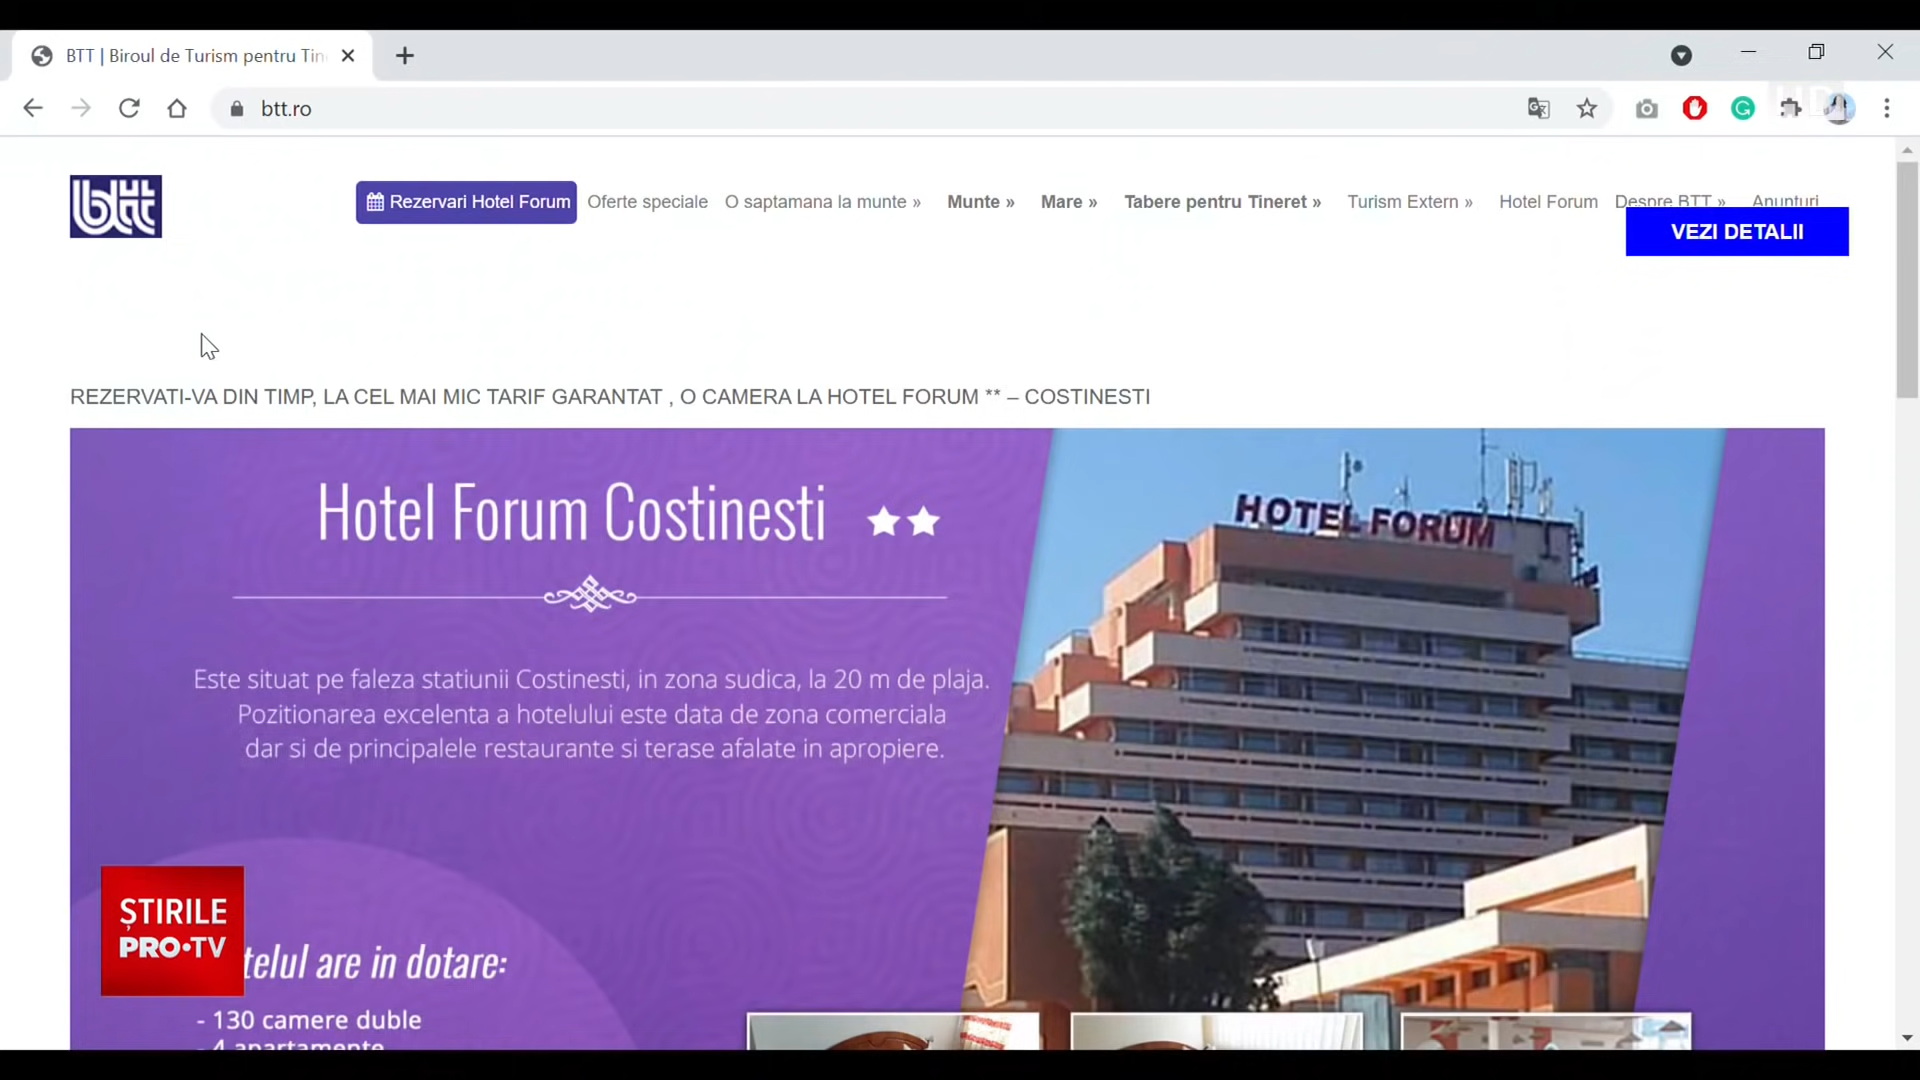 BTT | Biroul de Turism pentru Tin
btt.ro
HD
btt
Rezervari Hotel Forum
Oferte speciale
O saptamana la munte »
Munte »
Mare »
Tabere pentru Tineret »
Turism Extern »
Hotel Forum
Despre BTT »
Anunturi
VEZI DETALII
REZERVATI-VA DIN TIMP, LA CEL MAI MIC TARIF GARANTAT , O CAMERA LA HOTEL FORUM ** – COSTINESTI
Hotel Forum Costinesti
HOTEL FORUM
Este situat pe faleza statiunii Costinesti, in zona sudica, la 20 m de plaja.
Pozitionarea excelenta a hotelului este data de zona comerciala
dar si de principalele restaurante si terase afalate in apropiere.
ȘTIRILE
PRO•TV
telul are in dotare:
- 130 camere duble
- 4 apartamente